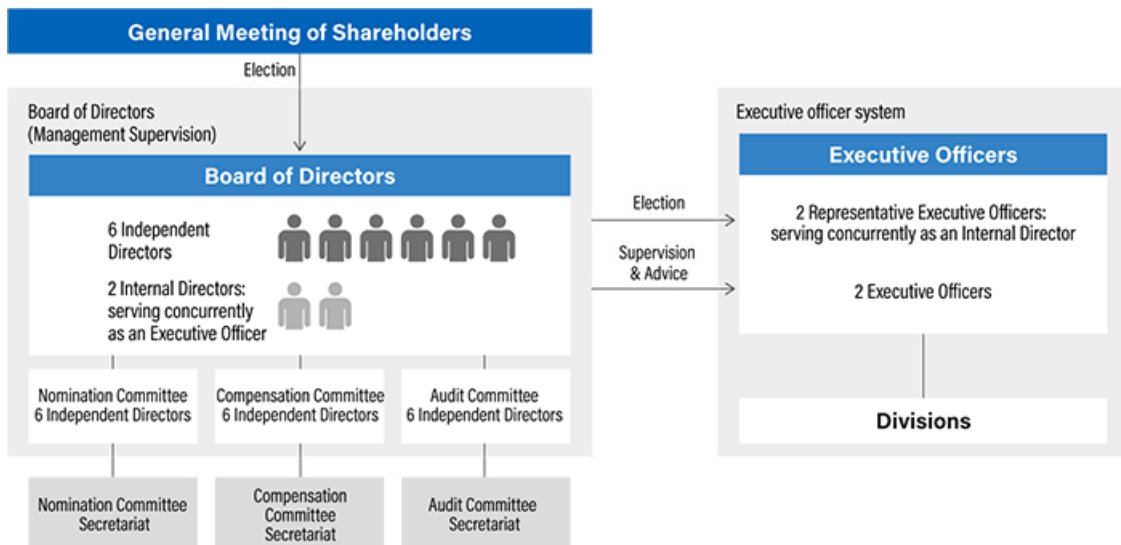 General Meeting of Shareholders
Election
Board of Directors
(Management Supervision)
Board of Directors
6 Independent
Directors
2 Internal Directors:
serving concurrently
as an Executive Officer
Nomination Committee
6 Independent Directors
Compensation Committee
6 Independent Directors
Audit Committee
6 Independent Directors
Nomination Committee
Secretariat
Compensation
Committee
Secretariat
Audit Committee
Secretariat
Election
Supervision
& Advice
Executive officer system
Executive Officers
2 Representative Executive Officers:
serving concurrently as an Internal Director
2 Executive Officers
Divisions